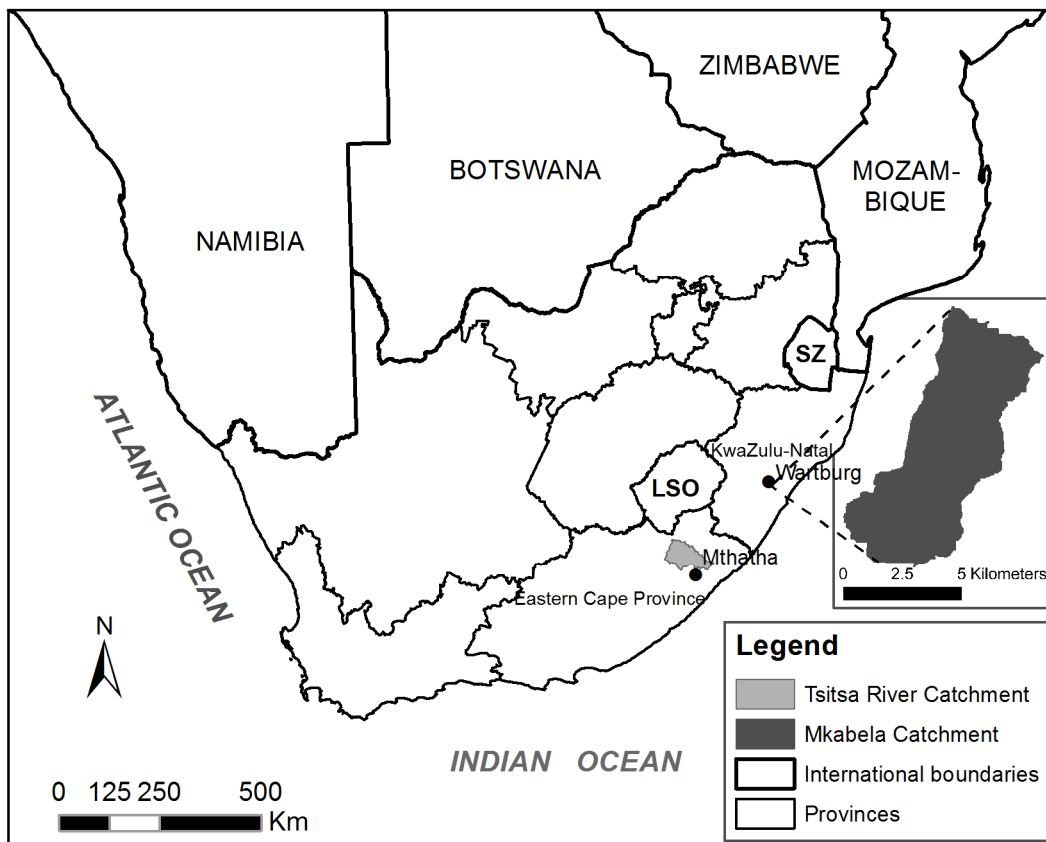 ZIMBABWE
BOTSWANA
MOZAM-
BIQUE
NAMIBIA
SZ
KwaZulu-Natal
Wartburg
LSO
Mthatha
Eastern Cape Province
ATLANTIC OCEAN
INDIAN OCEAN
N
0 125 250 500
Km
0 2.5 5 Kilometers
Legend
Tsitsa River Catchment
Mkabela Catchment
International boundaries
Provinces